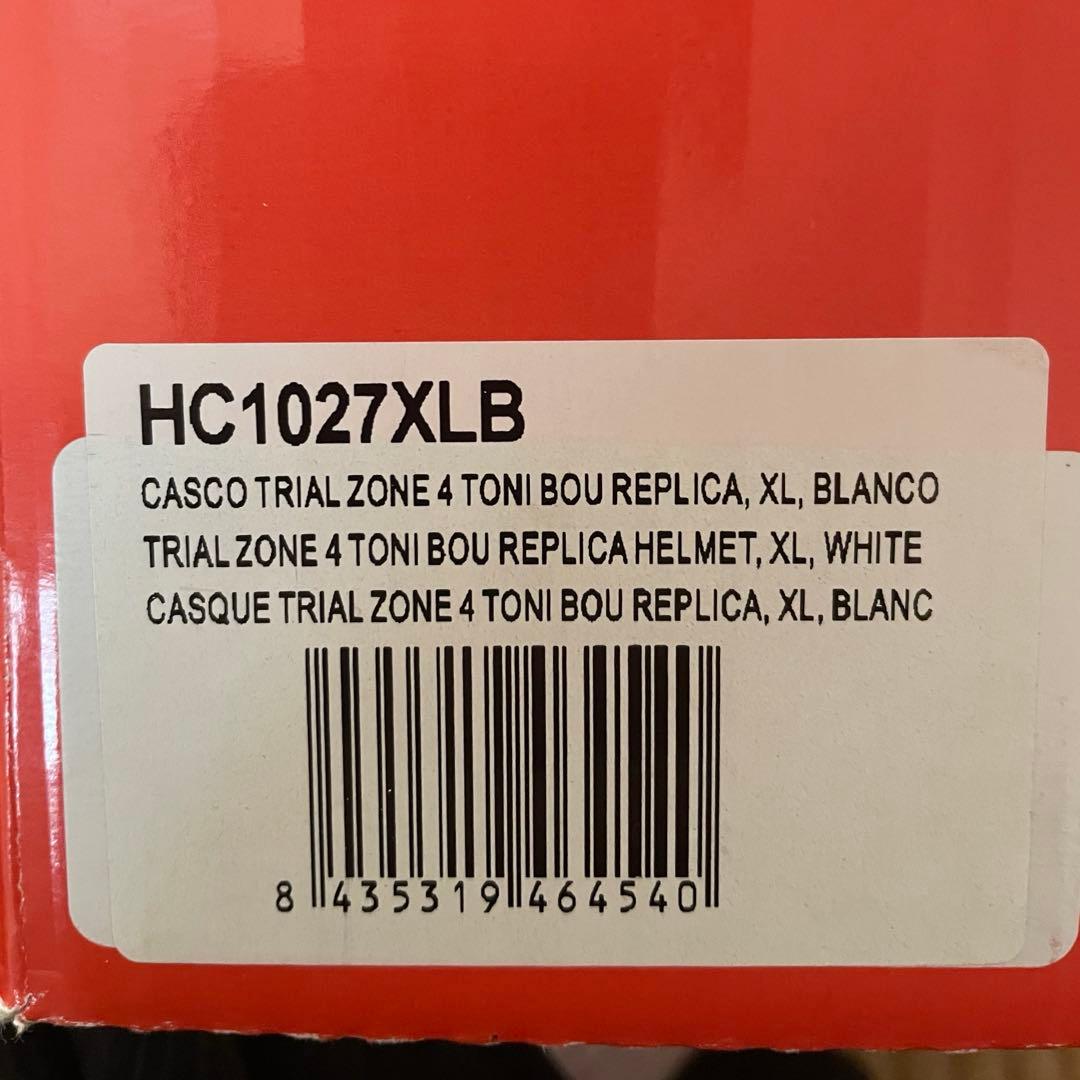 HC1027XLB
CASCO TRIAL ZONE 4 TONI BOU REPLICA, XL, BLANCO
TRIAL ZONE 4 TONI BOU REPLICA HELMET, XL, WHITE
CASQUE TRIAL ZONE 4 TONI BOU REPLICA, XL, BLANC
8 435319 464540